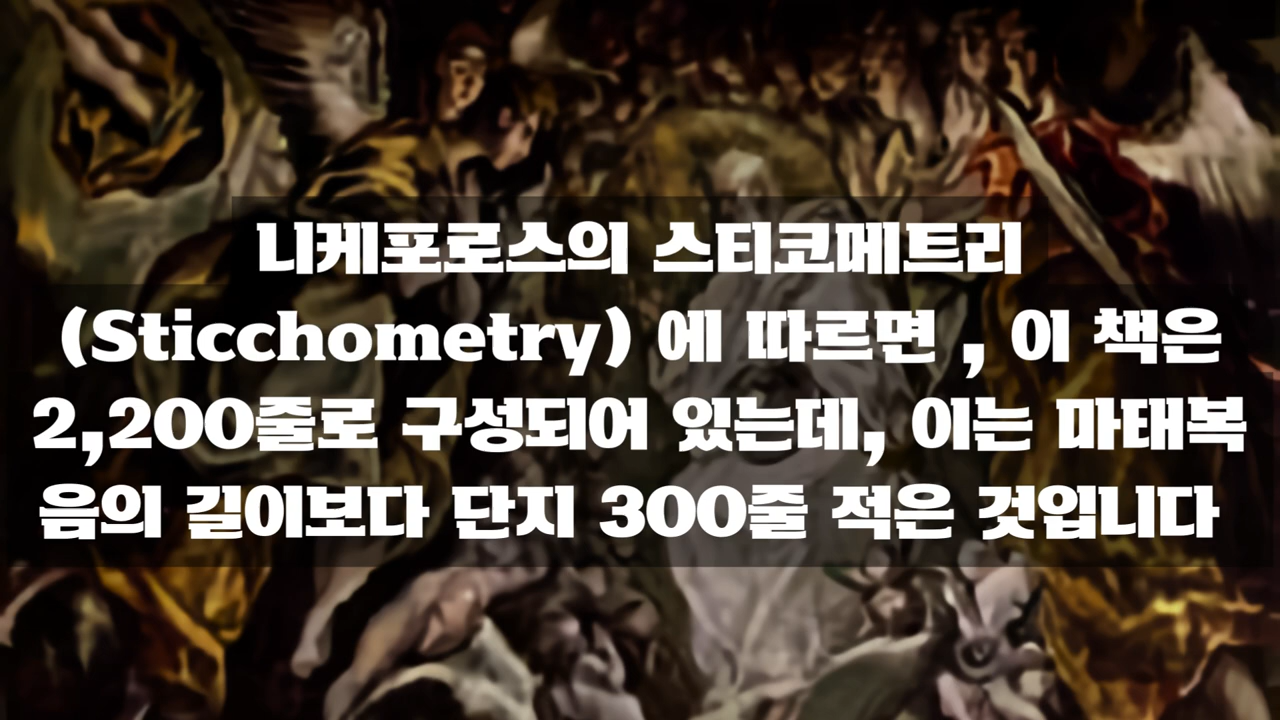 니케포로스의 스티코메트리
(Sticchometry) 에 따르면 , 이 책은
2,200줄로 구성되어 있는데, 이는 마태복
음의 길이보다 단지 300줄 적은 것입니다